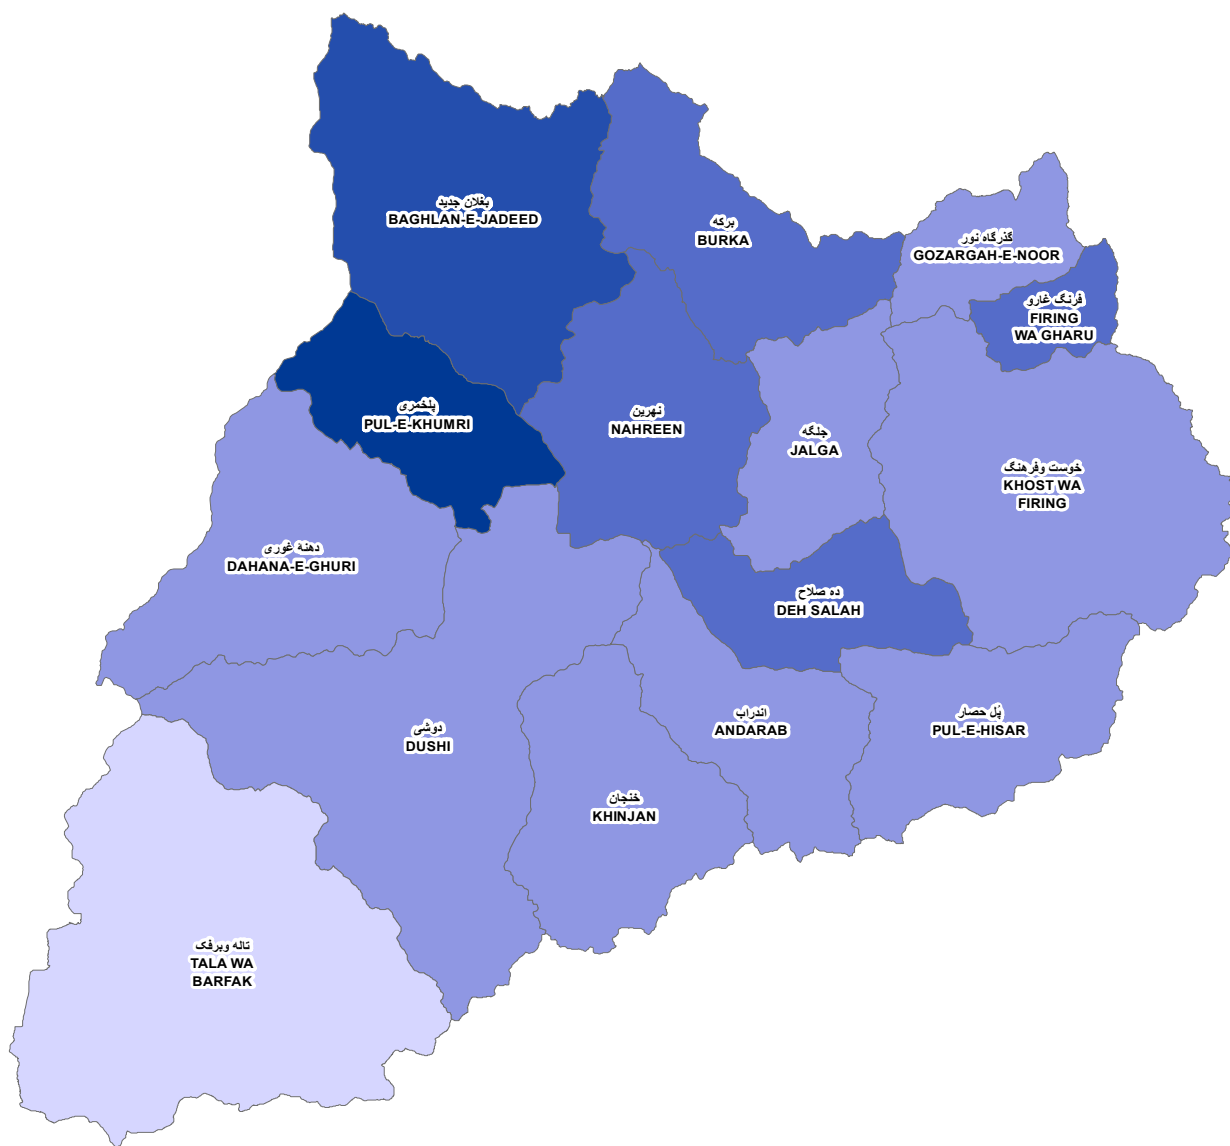 بغلان جدید
BAGHLAN-E-JADEED
برکه
BURKA
گذرگاه نور
GOZARGAH-E-NOOR
فرنگ غارو
FIRING
WA GHARU
پلخمری
PUL-E-KHUMRI
نهرین
NAHREEN
جلگه
JALGA
خوست وفرهنگ
KHOST WA
FIRING
دهنه غوری
DAHANA-E-GHURI
ده صلاح
DEH SALAH
دوشی
DUSHI
اندراب
ANDARAB
پُل حصار
PUL-E-HISAR
خنجان
KHINJAN
تاله وبرفک
TALA WA
BARFAK